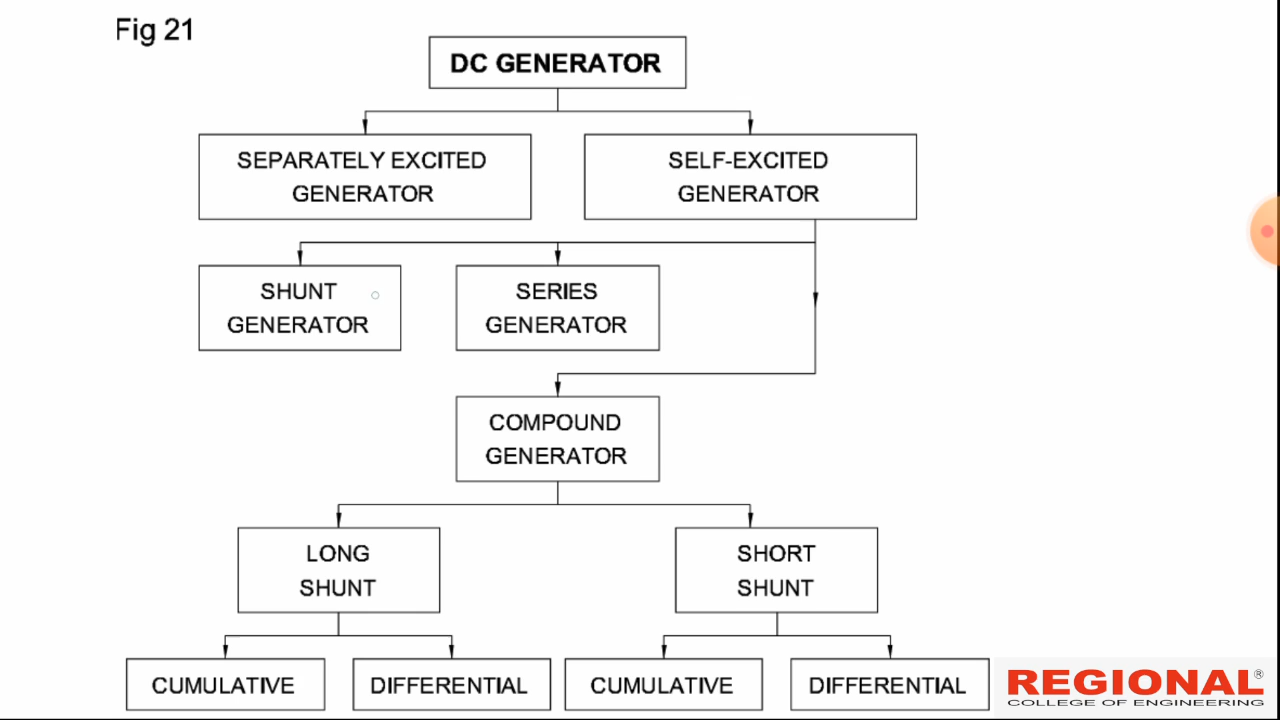 Fig 21
DC GENERATOR
SEPARATELY EXCITED
GENERATOR
SELF-EXCITED
GENERATOR
SHUNT
GENERATOR
SERIES
GENERATOR
COMPOUND
GENERATOR
LONG
SHUNT
SHORT
SHUNT
CUMULATIVE
DIFFERENTIAL
CUMULATIVE
DIFFERENTIAL
REGIONAL®
COLLEGE OF ENGINEERING